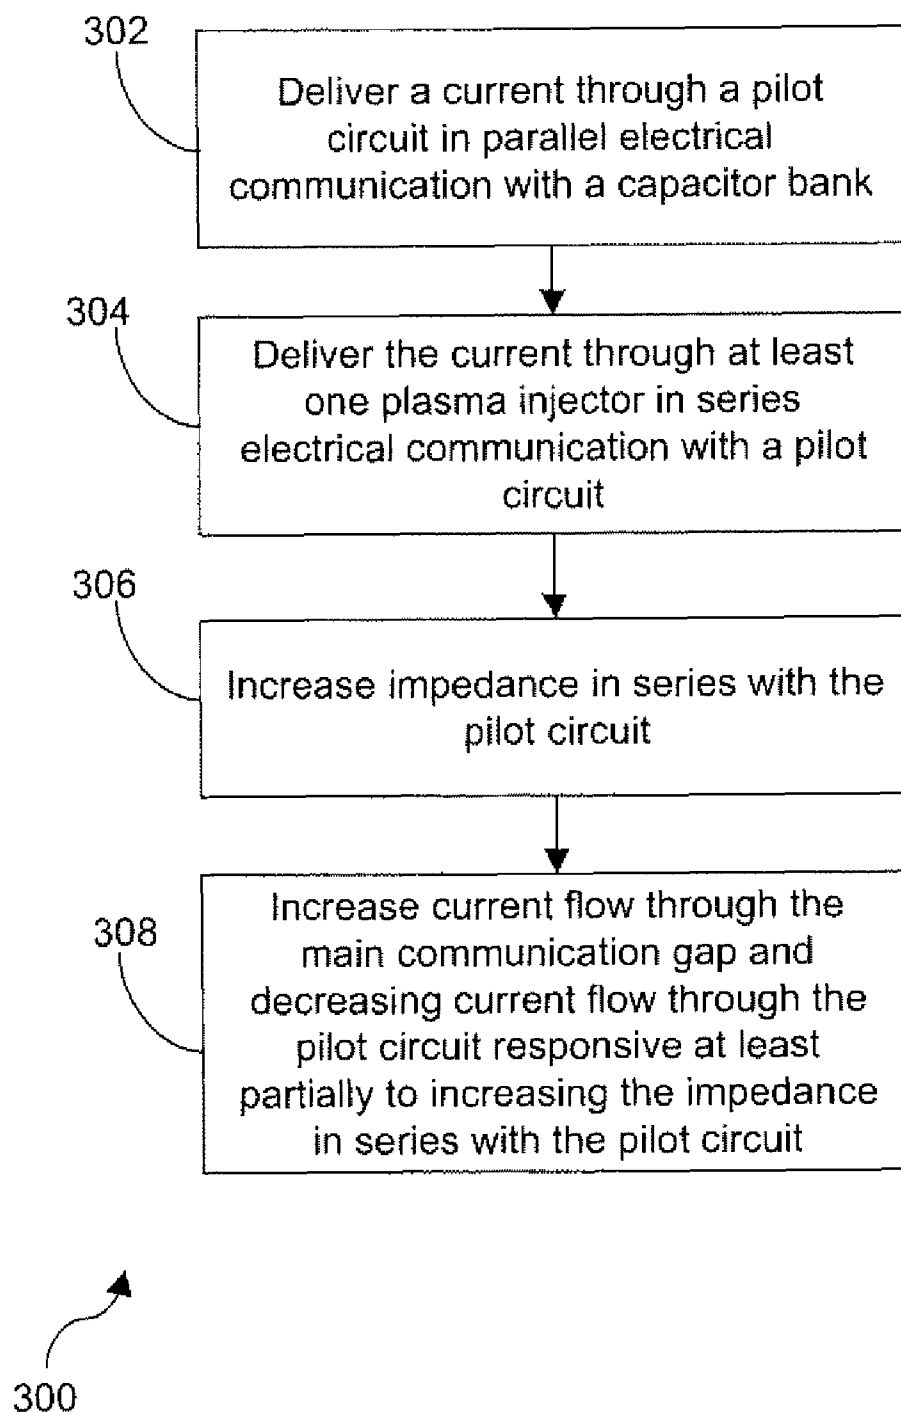 302
Deliver a current through a pilot
circuit in parallel electrical
communication with a capacitor bank
304
Deliver the current through at least
one plasma injector in series
electrical communication with a pilot
circuit
306
Increase impedance in series with the
pilot circuit
308
Increase current flow through the
main communication gap and
decreasing current flow through the
pilot circuit responsive at least
partially to increasing the impedance
in series with the pilot circuit
300